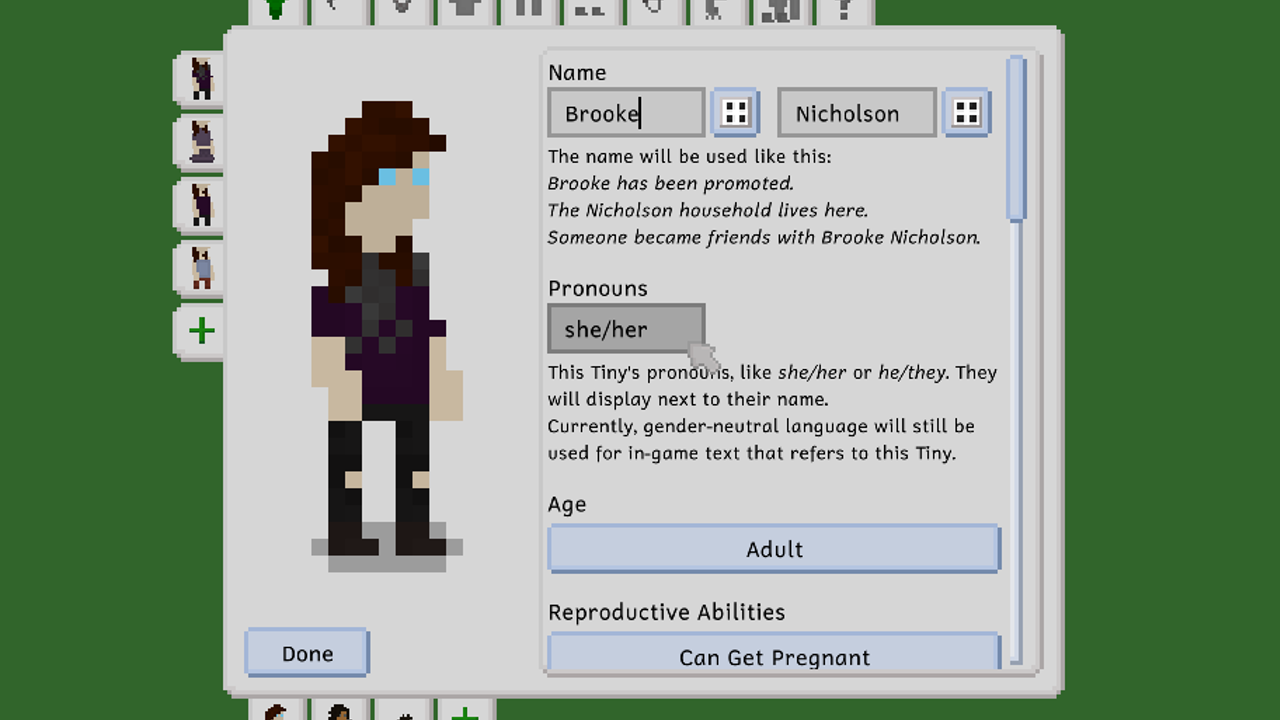 Name
Brooke
Nicholson
The name will be used like this:
Brooke has been promoted.
The Nicholson household lives here.
Someone became friends with Brooke Nicholson.
Pronouns
she/her
This Tiny's pronouns, like she/her or he/they. They
will display next to their name.
Currently, gender-neutral language will still be
used for in-game text that refers to this Tiny.
Age
Adult
Reproductive Abilities
Can Get Pregnant
Done